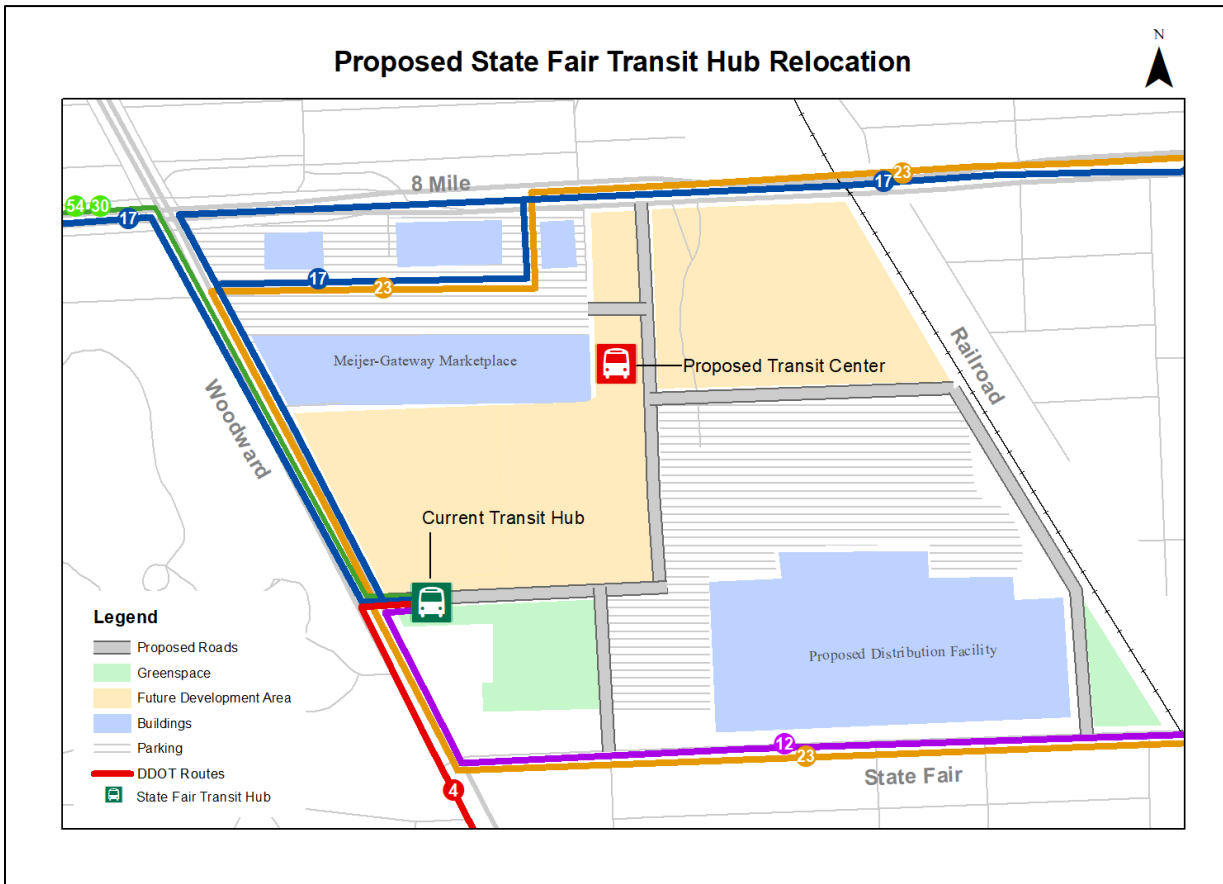 N
Proposed State Fair Transit Hub Relocation
8 Mile
23
17
54 30
17
17
23
Meijer-Gateway Marketplace
Proposed Transit Center
Railroad
Woodward
Current Transit Hub
Legend
Proposed Roads
Greenspace
Future Development Area
Buildings
Parking
DDOT Routes
State Fair Transit Hub
Proposed Distribution Facility
12
23
State Fair
4